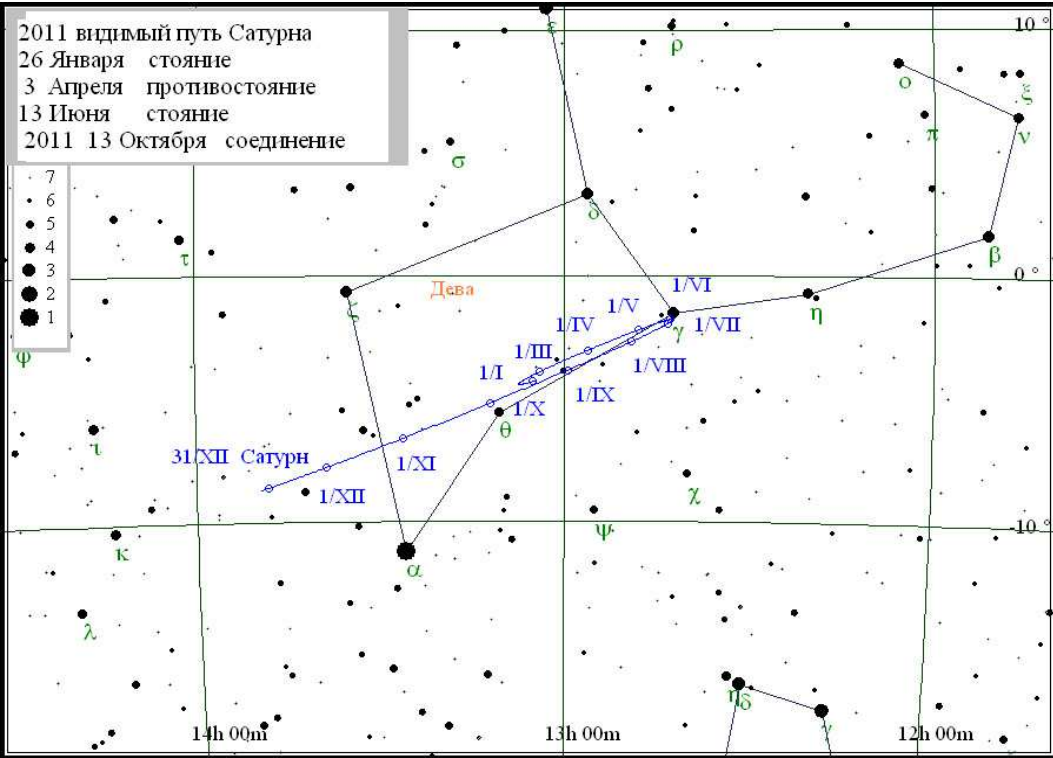 2011 видимый путь Сатурна
26 Января стояние
3 Апреля противостояние
13 Июня стояние
2011 13 Октября соединение
7
6
5
4
3
2
1
ε
ρ
10 °
ο
ξ
π
ν
σ
δ
τ
β
0 °
Дева
ζ
1/VI
η
1/V
γ
1/VII
1/IV
φ
1/III
1/VIII
1/I
1/IX
1/X
θ
ι
31/XII Сатурн
1/XI
1/XII
χ
ψ
-10 °
κ
α
λ
η
δ
γ
14h 00m
13h 00m
12h 00m